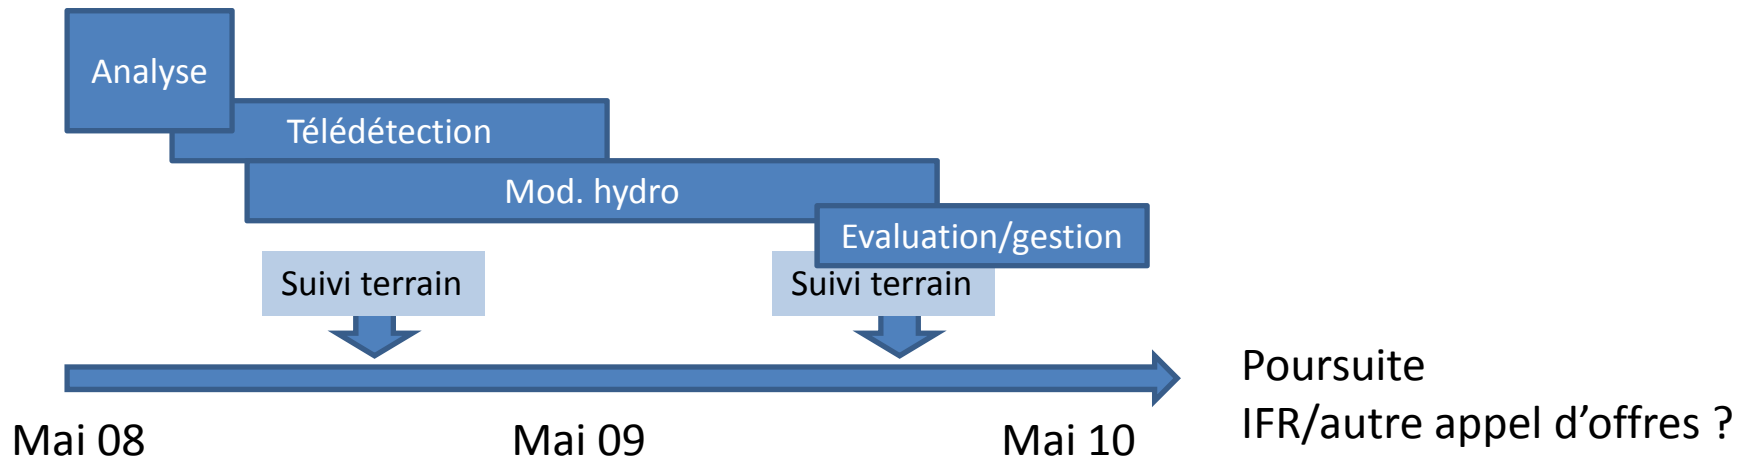 Analyse
Télédétection
Mod. hydro
Evaluation/gestion
Suivi terrain
Suivi terrain
Poursuite
IFR/autre appel d’offres ?
Mai 08
Mai 09
Mai 10